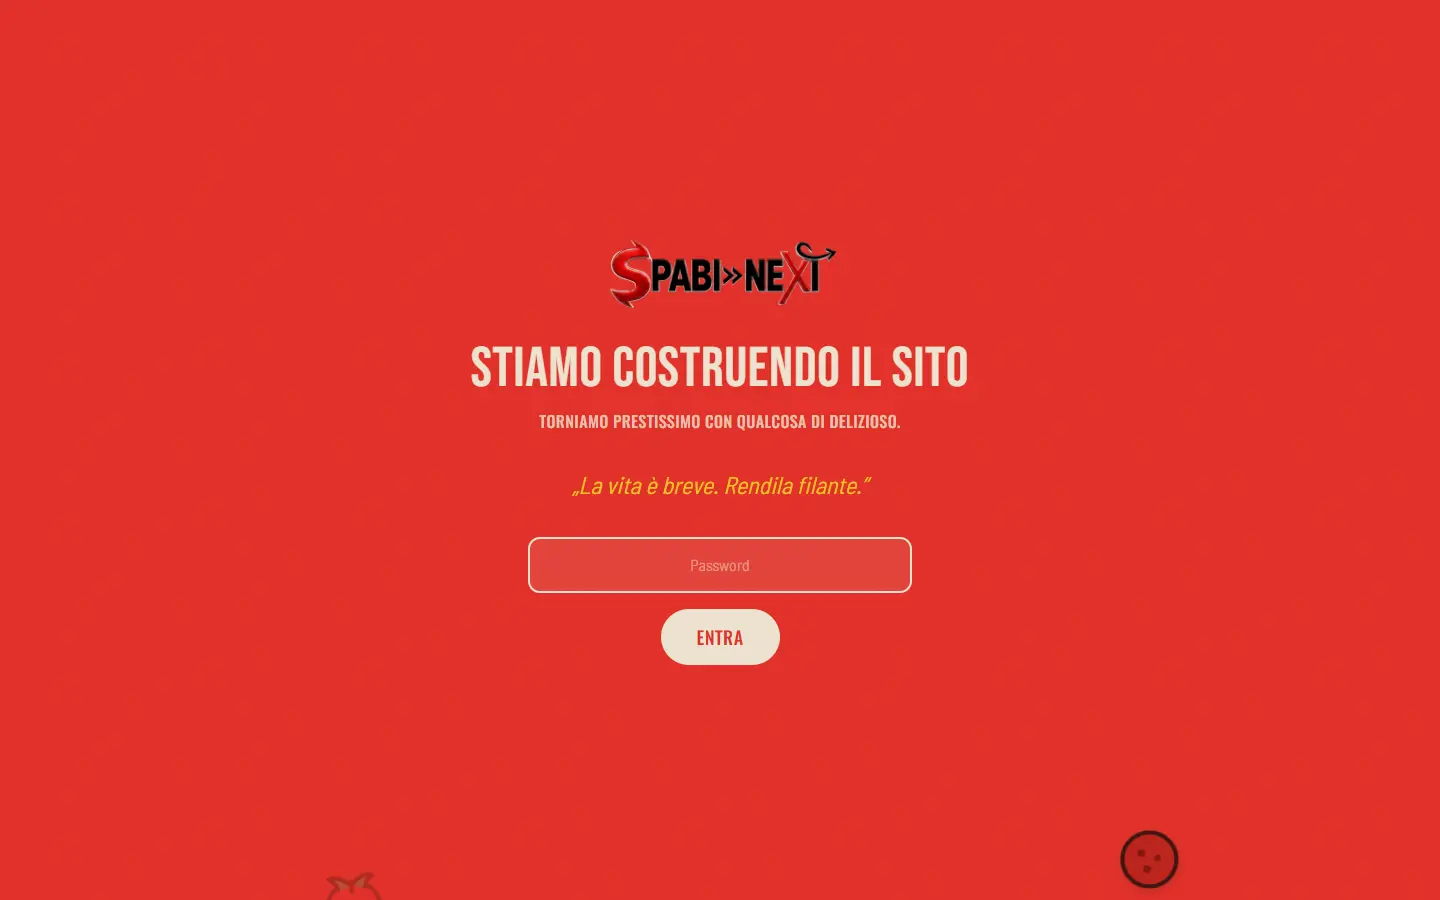 SPABI»NEXT
STIAMO COSTRUENDO IL SITO
TORNIAMO PRESTISSIMO CON QUALCOSA DI DELIZIOSO.
„La vita è breve. Rendila filante.”
Password
ENTRA